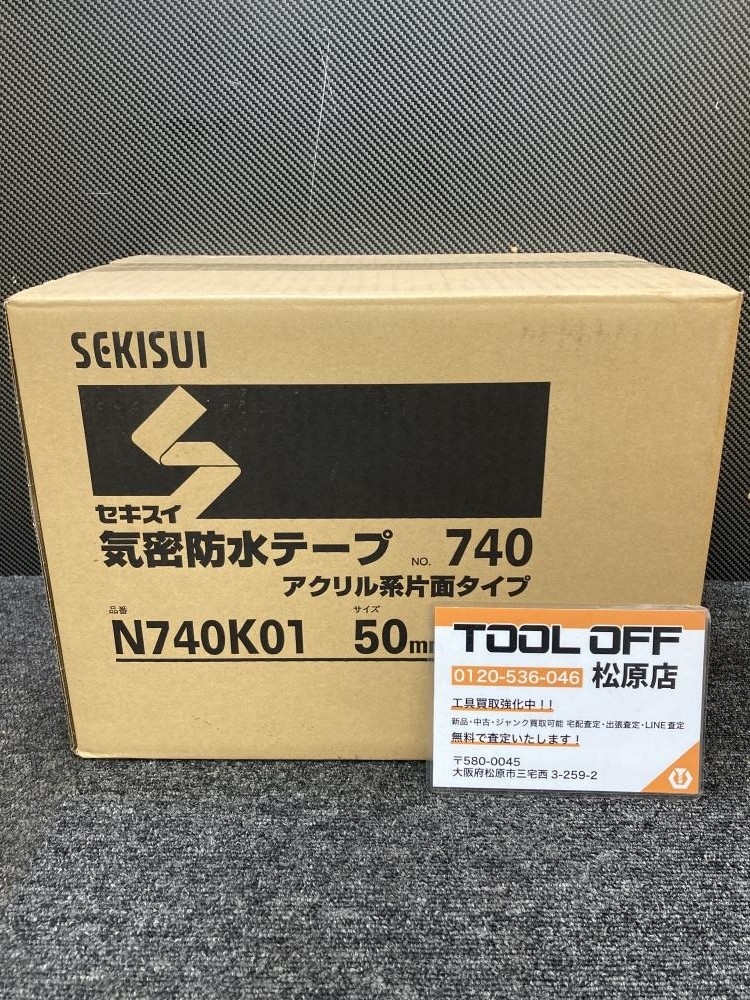 SEKISUI
セキスイ
気密防水テープ NO. 740
アクリル系片面タイプ
品番 サイズ
N740K01 50mm
TOOL OFF
0120-536-046 松原店
工具買取強化中！！
新品・中古・ジャンク買取可能 宅配査定・出張査定・LINE査定
無料で査定いたします！
〒580-0045
大阪府松原市三宅西 3-259-2